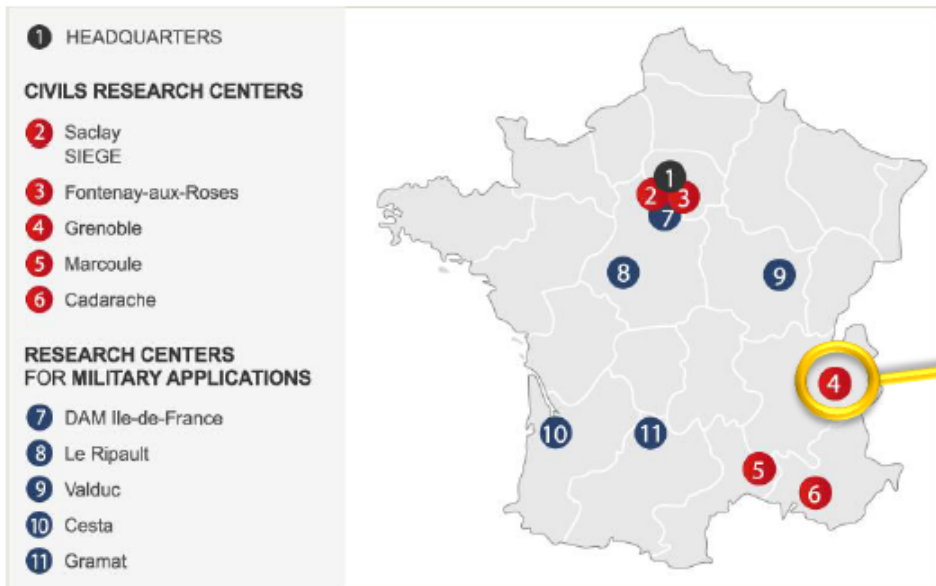 1 HEADQUARTERS
CIVILS RESEARCH CENTERS
2 Saclay
SIEGE
3 Fontenay-aux-Roses
4 Grenoble
5 Marcoule
6 Cadarache
RESEARCH CENTERS
FOR MILITARY APPLICATIONS
7 DAM Ile-de-France
8 Le Ripault
9 Valduc
10 Cesta
11 Gramat
1
2 3
7
8 9
4
10 11
5
6